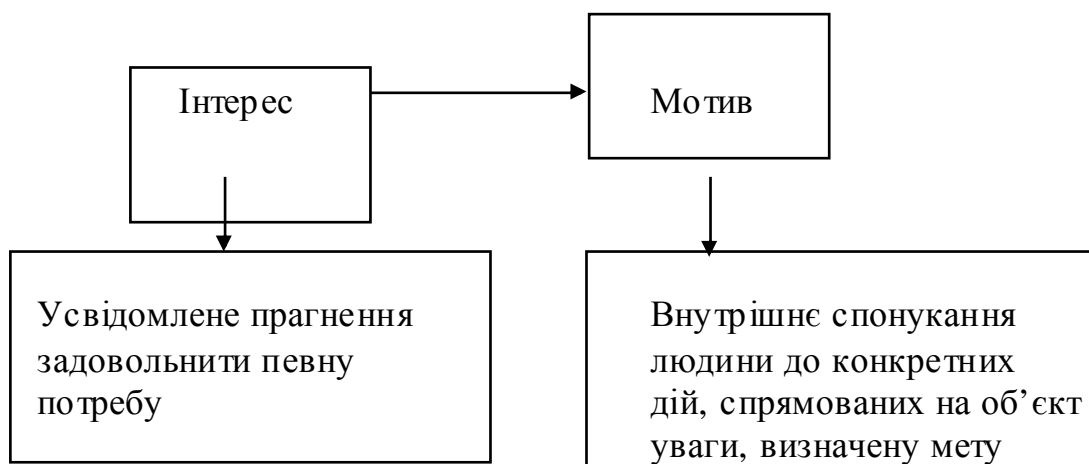 Інтерес
Мотив
Усвідомлене прагнення
задовольнити певну
потребу
Внутрішнє спонукання
людини до конкретних
дій, спрямованих на об’єкт
уваги, визначену мету